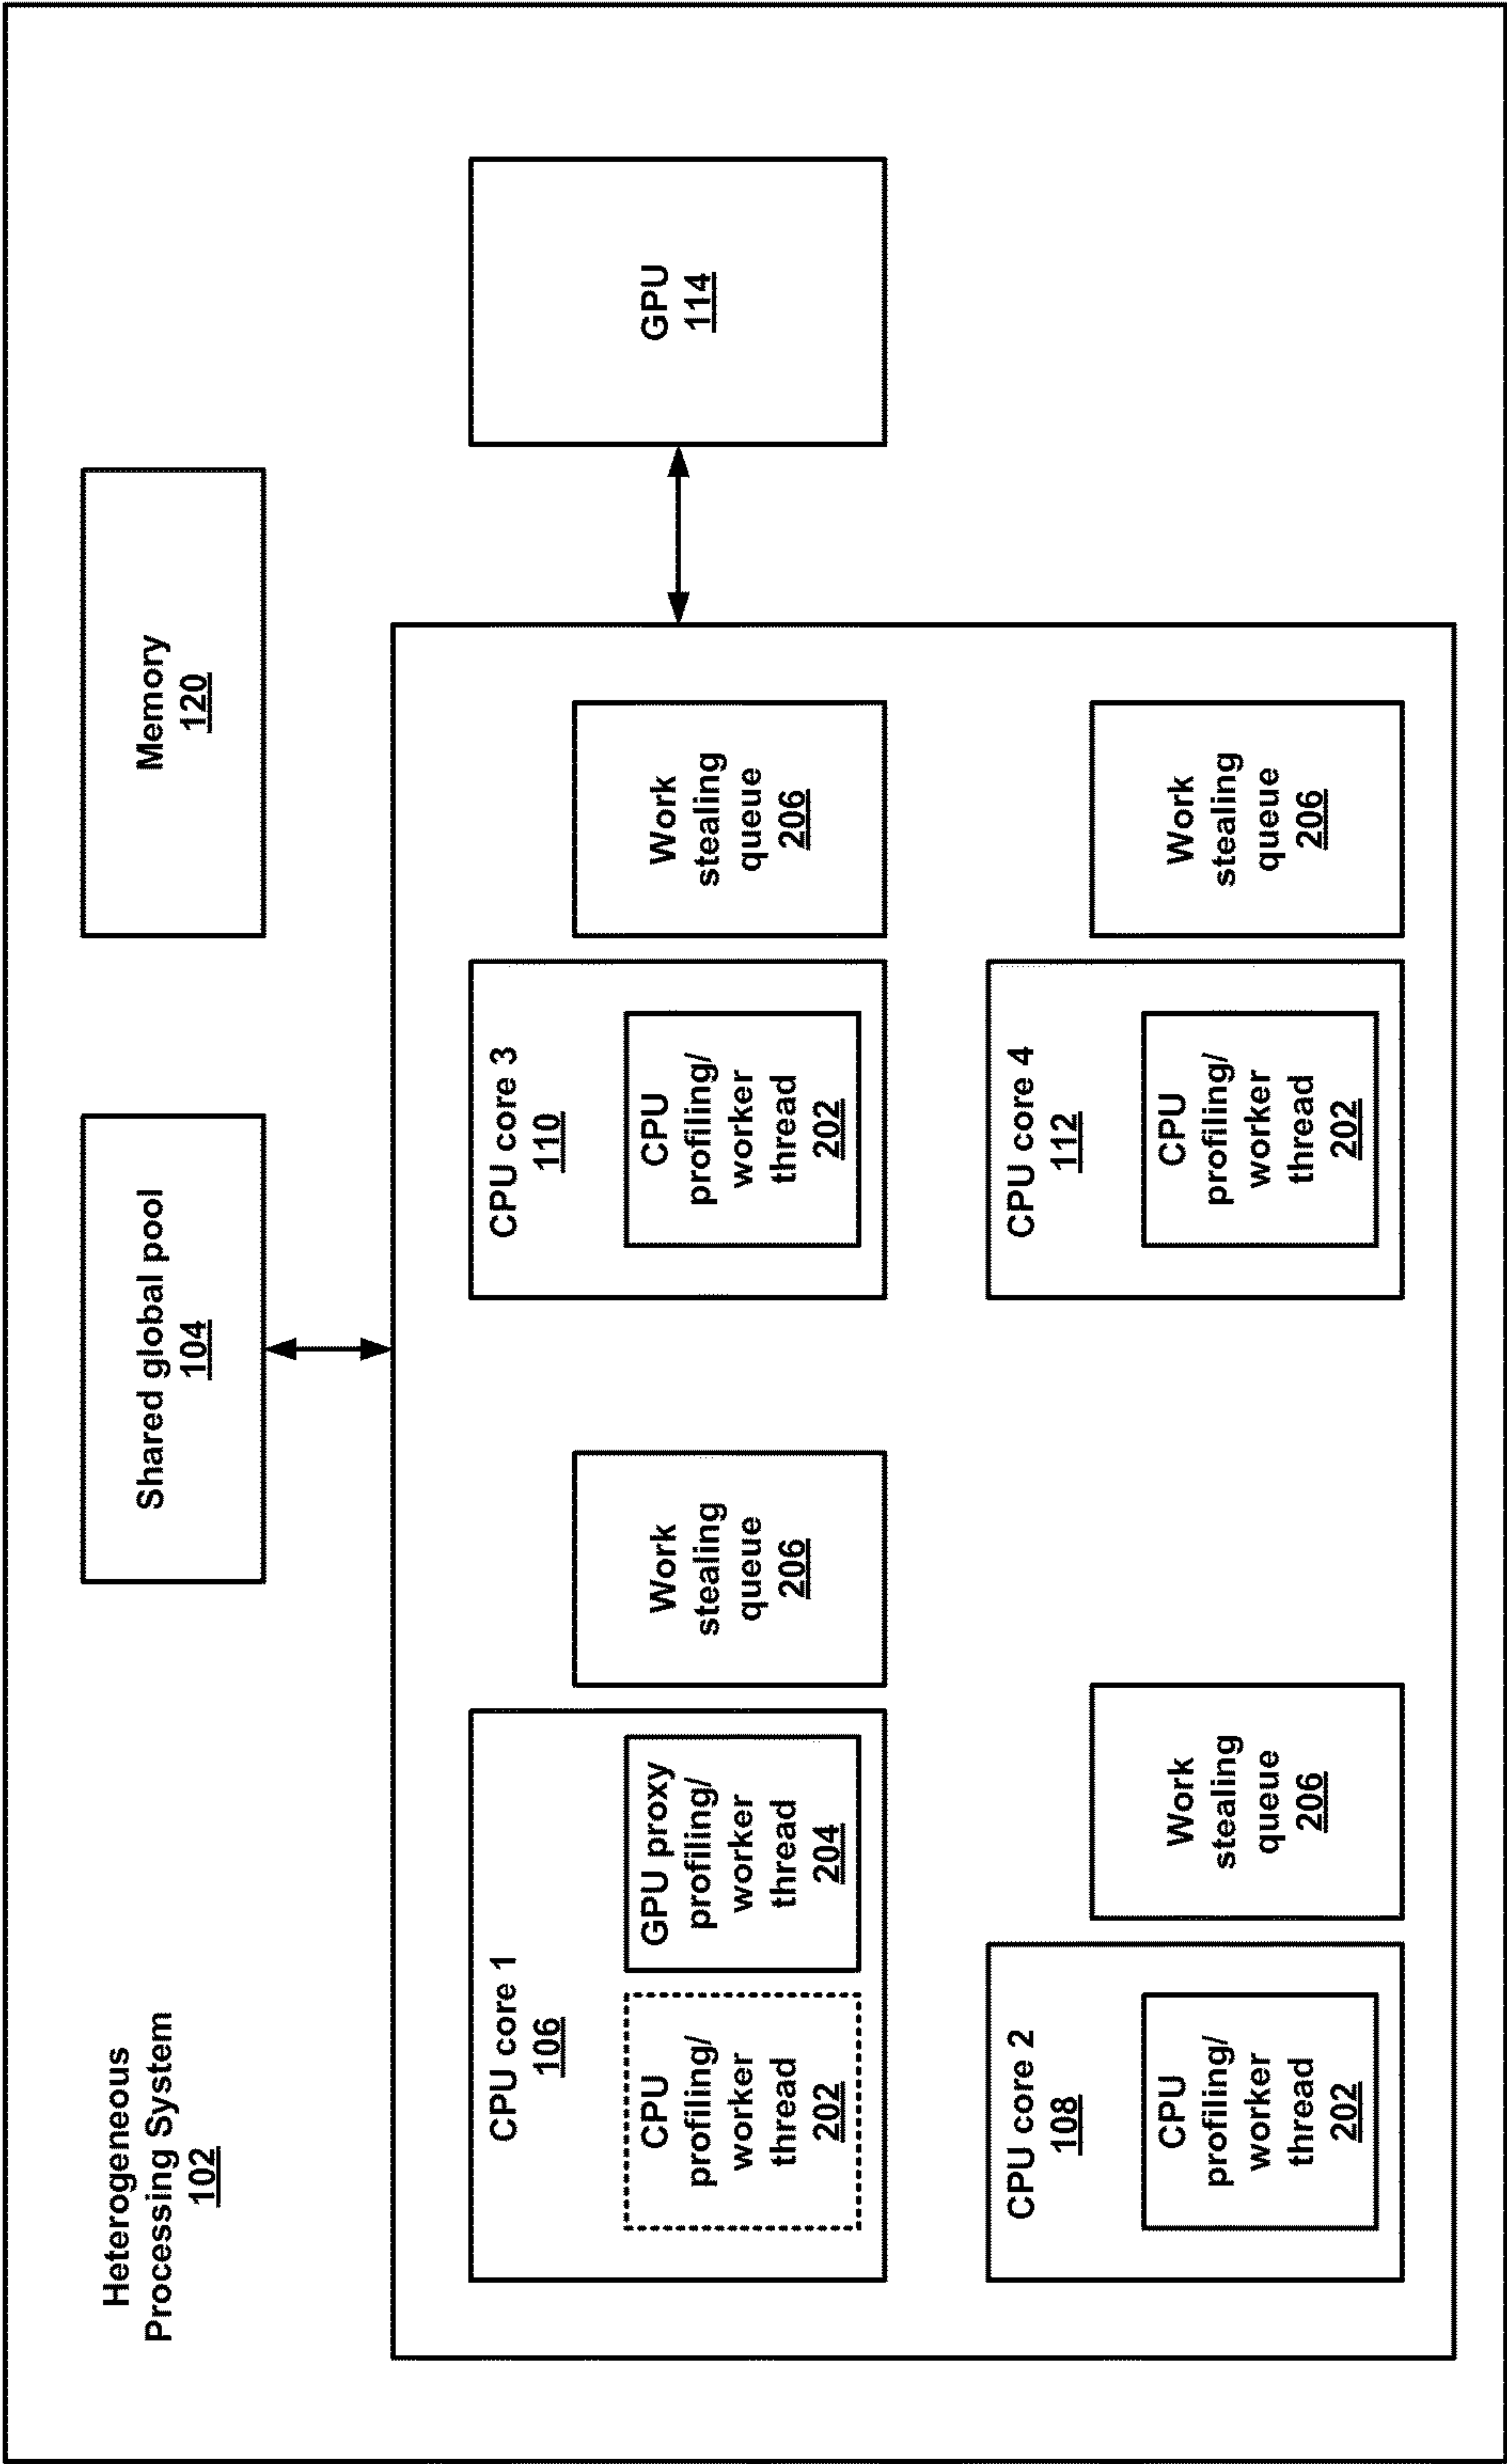 Heterogeneous
Processing System
102
Shared global pool
104
Memory
120
CPU core 1
106
CPU
profiling/
worker
thread
202
GPU proxy
profiling/
worker
thread
204
Work
stealing
queue
206
CPU core 3
110
CPU
profiling/
worker
thread
202
Work
stealing
queue
206
GPU
114
CPU core 2
108
CPU
profiling/
worker
thread
202
Work
stealing
queue
206
CPU core 4
112
CPU
profiling/
worker
thread
202
Work
stealing
queue
206